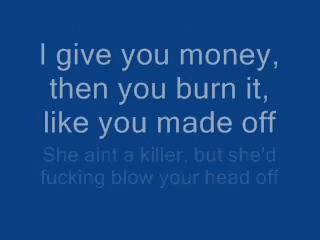 I give you money,
then you burn it,
like you made off
She aint a killer, but she'd
fucking blow your head off